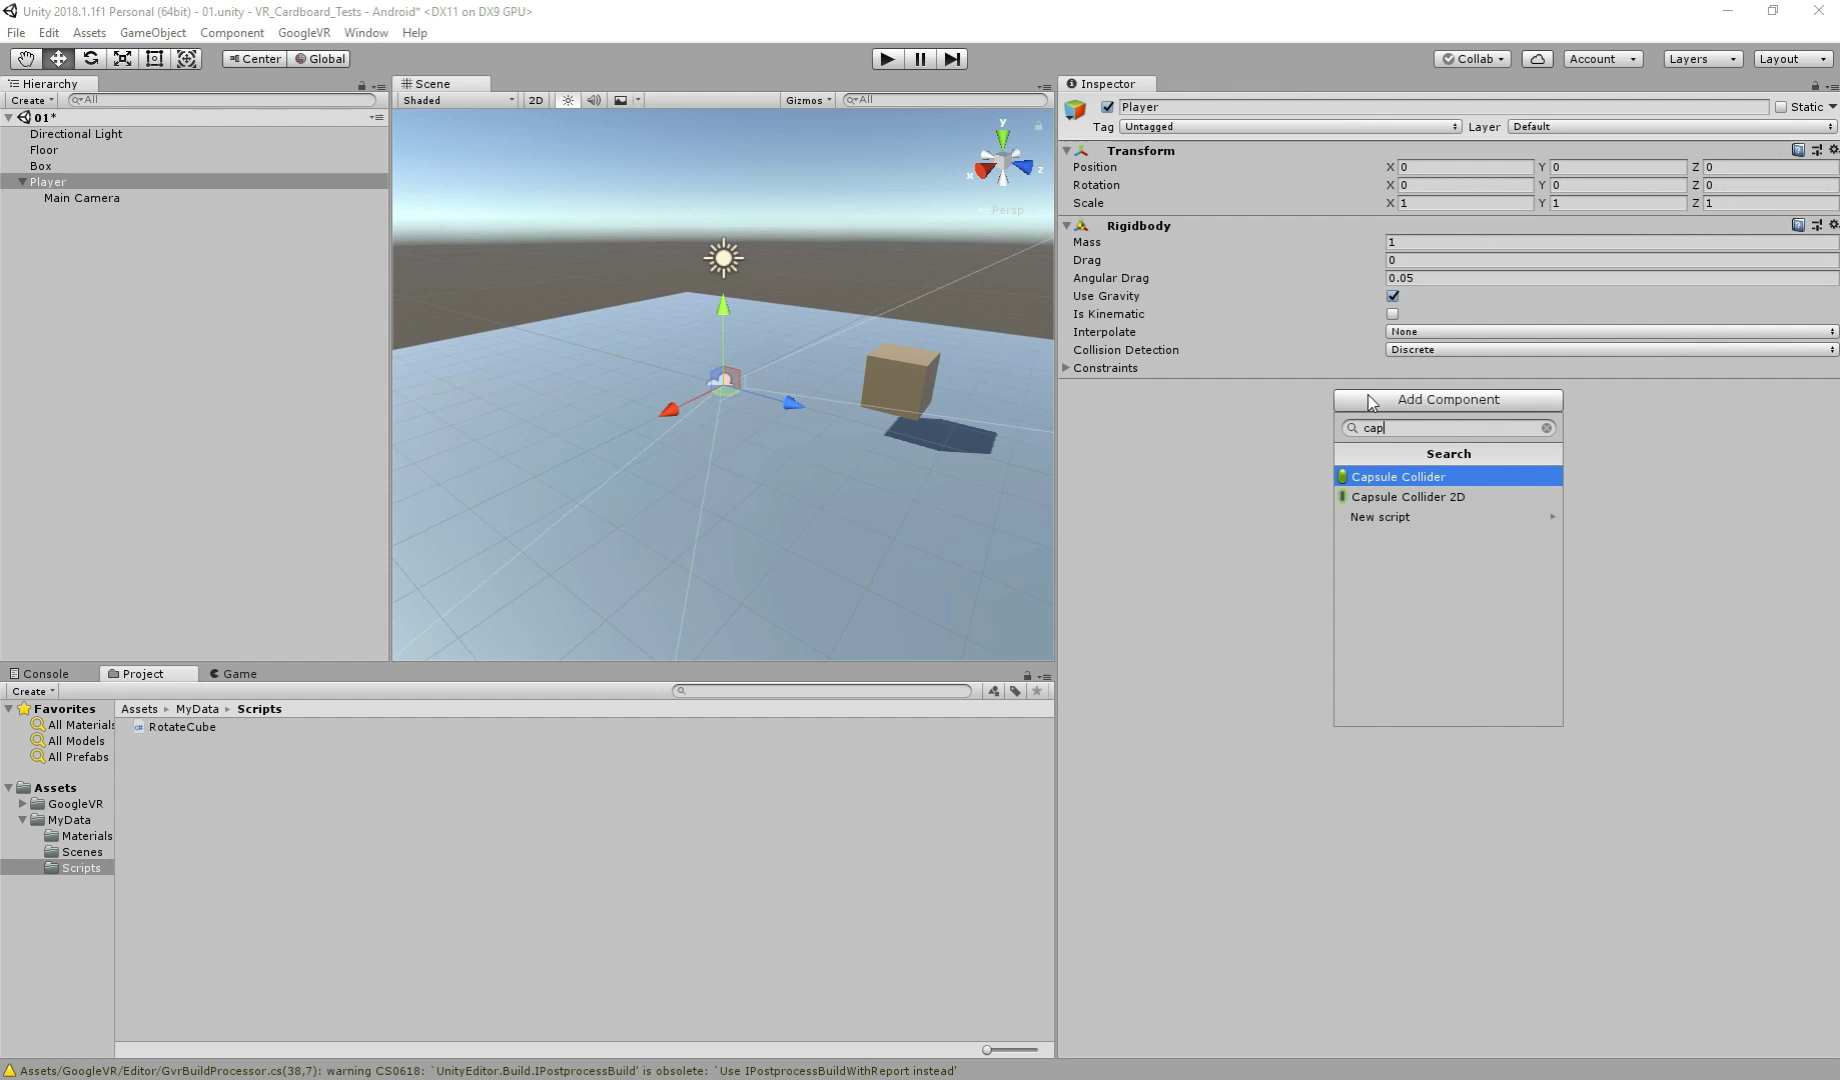 Unity 2018.1.1f1 Personal (64bit) - 01.unity - VR_Cardboard_Tests - Android* <DX11 on DX9 GPU>
File Edit Assets GameObject Component GoogleVR Window Help
Center Global Collab Account Layers Layout
Hierarchy
Create All
01*
Directional Light
Floor
Box
Player
Main Camera
Scene
Shaded 2D Gizmos All
y
x z
Persp
Inspector
Player Static
Tag Untagged Layer Default
Transform
Position X 0 Y 0 Z 0
Rotation X 0 Y 0 Z 0
Scale X 1 Y 1 Z 1
Rigidbody
Mass 1
Drag 0
Angular Drag 0.05
Use Gravity
Is Kinematic
Interpolate None
Collision Detection Discrete
Constraints
Add Component
cap
Search
Capsule Collider
Capsule Collider 2D
New script
Console Project Game
Create
Favorites
All Materials
All Models
All Prefabs
Assets
GoogleVR
MyData
Materials
Scenes
Scripts
Assets MyData Scripts
RotateCube
Assets/GoogleVR/Editor/GvrBuildProcessor.cs(38,7): warning CS0618: `UnityEditor.Build.IPostprocessBuild' is obsolete: `Use IPostprocessBuildWithReport instead'